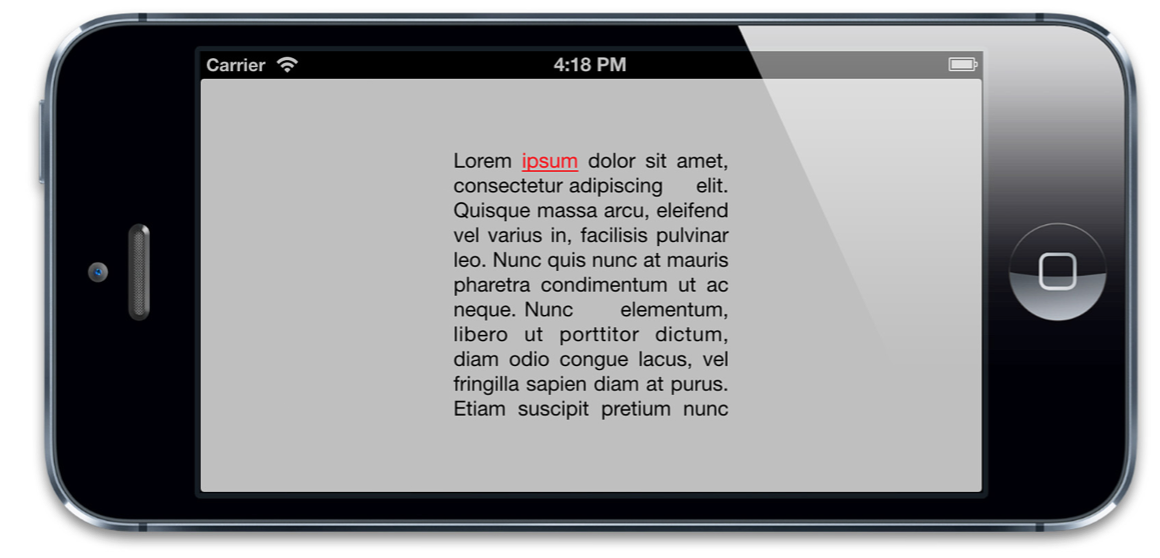 Carrier 4:18 PM
Lorem ipsum dolor sit amet,
consectetur adipiscing elit.
Quisque massa arcu, eleifend
vel varius in, facilisis pulvinar
leo. Nunc quis nunc at mauris
pharetra condimentum ut ac
neque. Nunc elementum,
libero ut porttitor dictum,
diam odio congue lacus, vel
fringilla sapien diam at purus.
Etiam suscipit pretium nunc